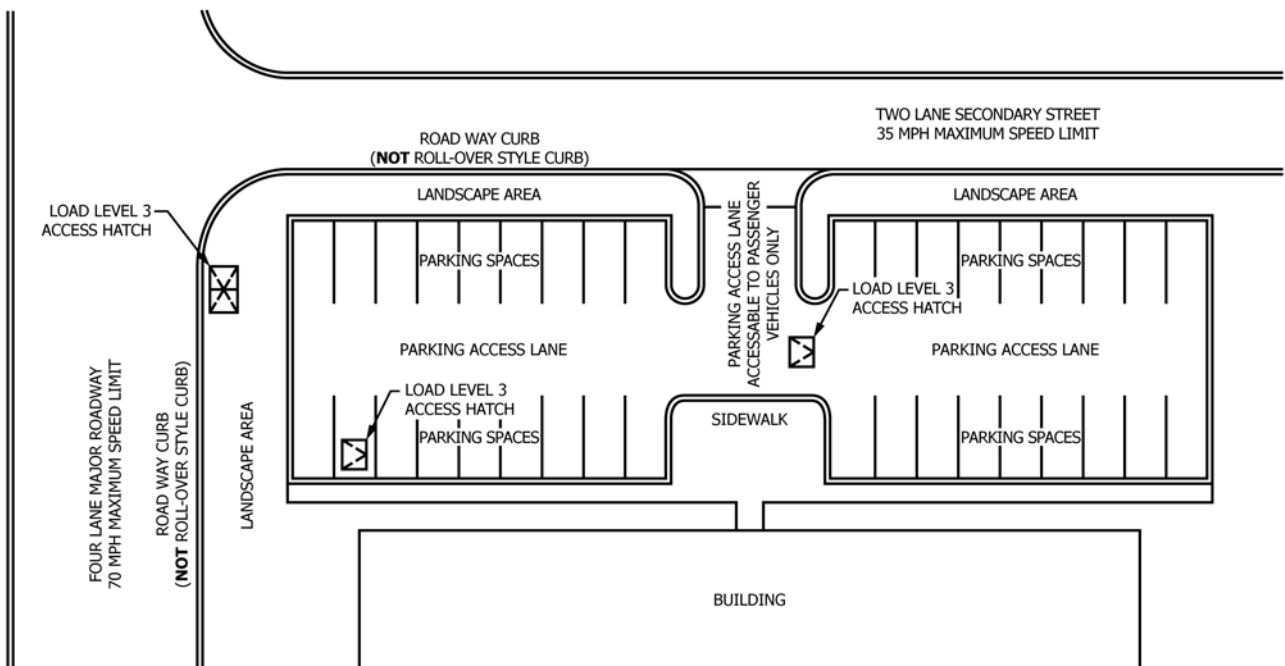 TWO LANE SECONDARY STREET
35 MPH MAXIMUM SPEED LIMIT
ROAD WAY CURB
(NOT ROLL-OVER STYLE CURB)
LANDSCAPE AREA
LANDSCAPE AREA
LOAD LEVEL 3
ACCESS HATCH
PARKING SPACES
PARKING ACCESS LANE
ACCESSABLE TO PASSENGER
VEHICLES ONLY
PARKING SPACES
LOAD LEVEL 3
ACCESS HATCH
PARKING ACCESS LANE
PARKING ACCESS LANE
LOAD LEVEL 3
ACCESS HATCH
SIDEWALK
PARKING SPACES
PARKING SPACES
FOUR LANE MAJOR ROADWAY
70 MPH MAXIMUM SPEED LIMIT
ROAD WAY CURB
(NOT ROLL-OVER STYLE CURB)
LANDSCAPE AREA
BUILDING